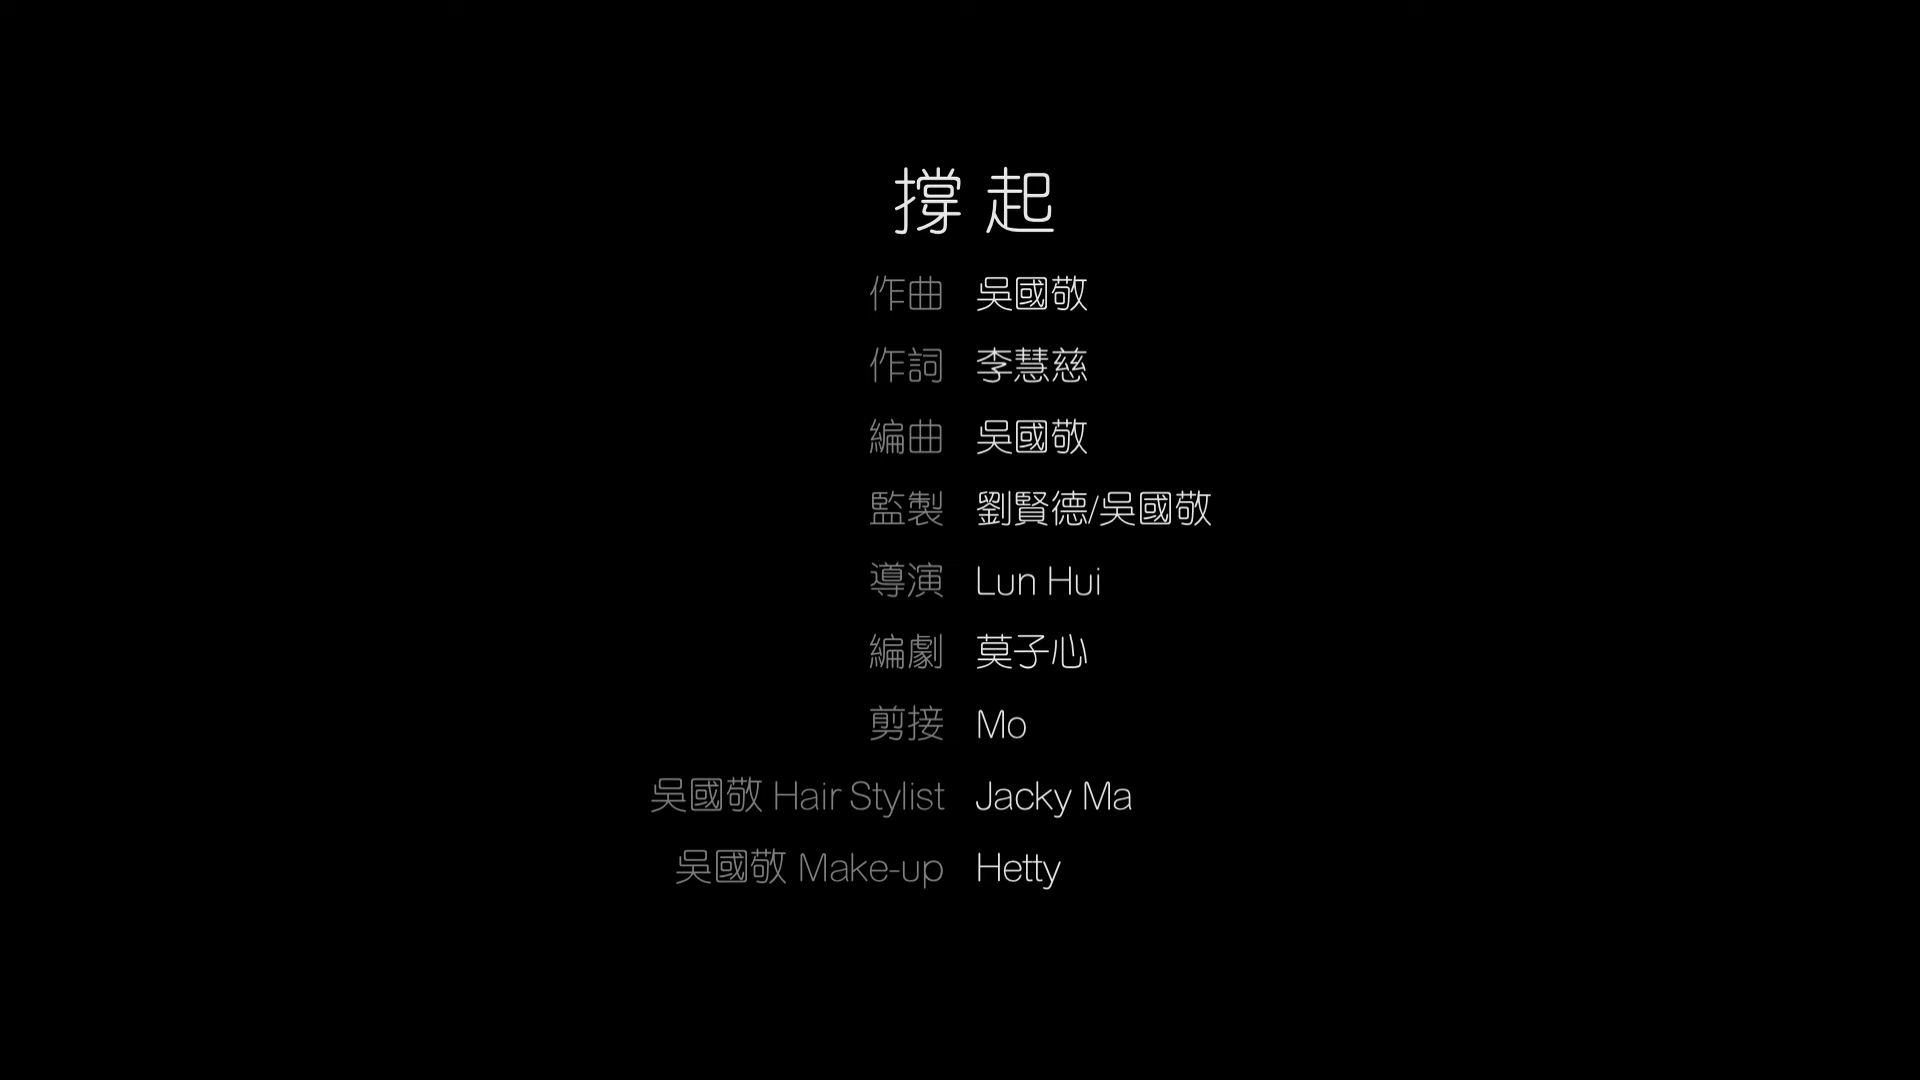 撐起
作曲 吳國敬
作詞 李慧慈
編曲 吳國敬
監製 劉賢德/吳國敬
導演 Lun Hui
編劇 莫子心
剪接 Mo
吳國敬 Hair Stylist Jacky Ma
吳國敬 Make-up Hetty